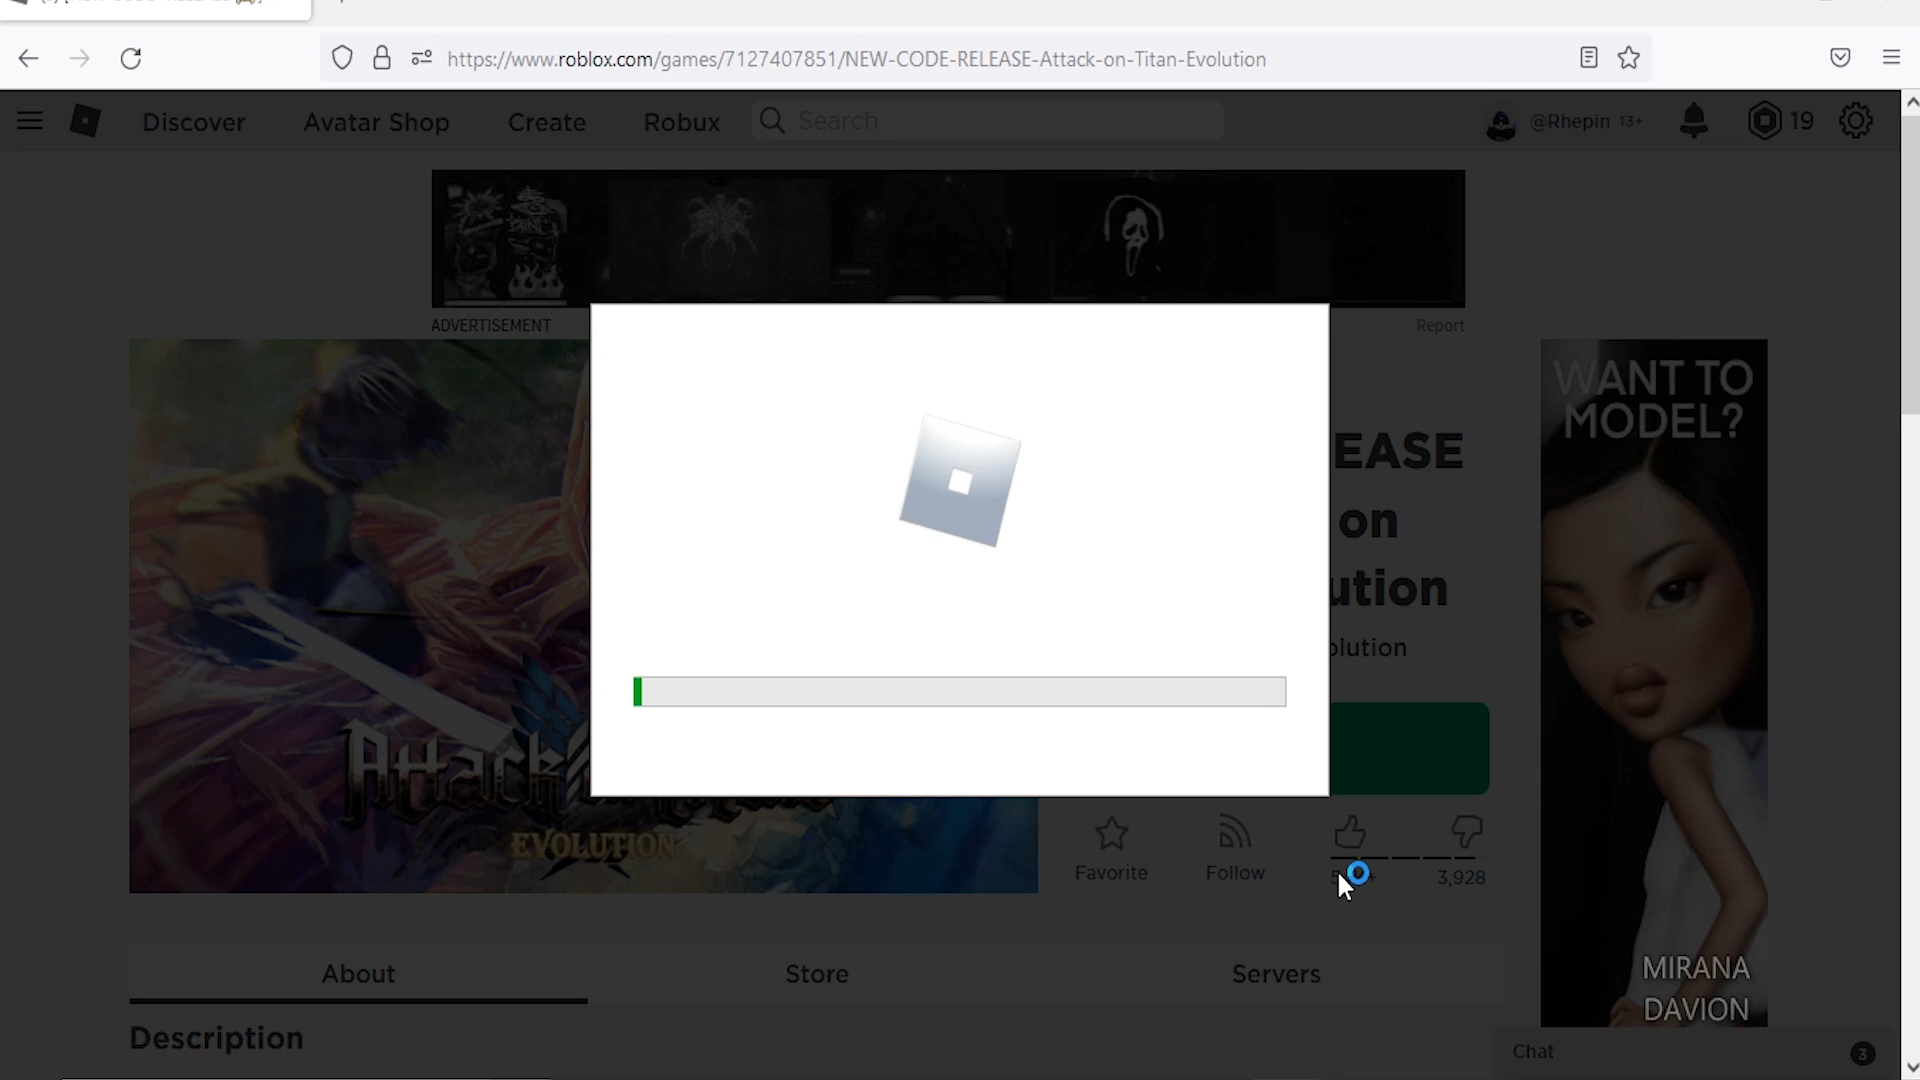 https://www.roblox.com/games/7127407851/NEW-CODE-RELEASE-Attack-on-Titan-Evolution
Discover
Avatar Shop
Create
Robux
Search
@Rhepin 13+
19
ADVERTISEMENT
Report
EASE
on
ution
olution
Attack
EVOLUTION
WANT TO
MODEL?
MIRANA
DAVION
Favorite
Follow
3,928
About
Store
Servers
Description
Chat
3